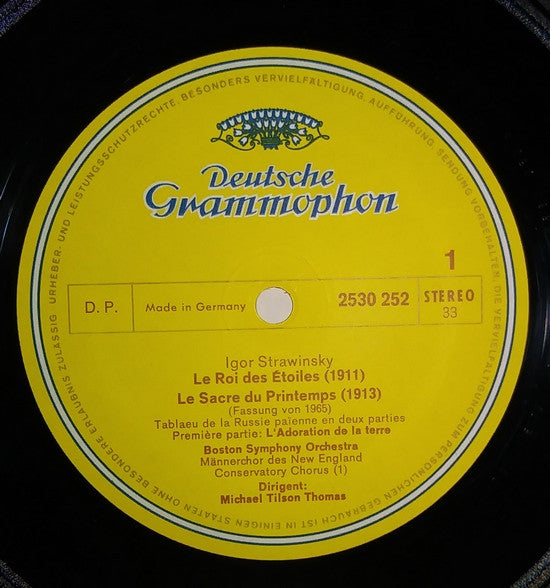 URHEBER- UND LEISTUNGSSCHUTZRECHTE, BESONDERS VERVIELFÄLTIGUNG, AUFFÜHRUNG, SENDUNG VORBEHALTEN. DIE VERVIELFÄLTIGUNG ZUM PERSÖNLICHEN GEBRAUCH IST IN EINIGEN STAATEN OHNE BESONDERE ERLAUBNIS ZULÄSSIG
Deutsche
Grammophon
1
D. P.
Made in Germany
2530 252
STEREO
33
Igor Strawinsky
Le Roi des Étoiles (1911)
Le Sacre du Printemps (1913)
(Fassung von 1965)
Tablaeu de la Russie païenne en deux parties
Première partie: L'Adoration de la terre
Boston Symphony Orchestra
Männerchor des New England
Conservatory Chorus (1)
Dirigent:
Michael Tilson Thomas